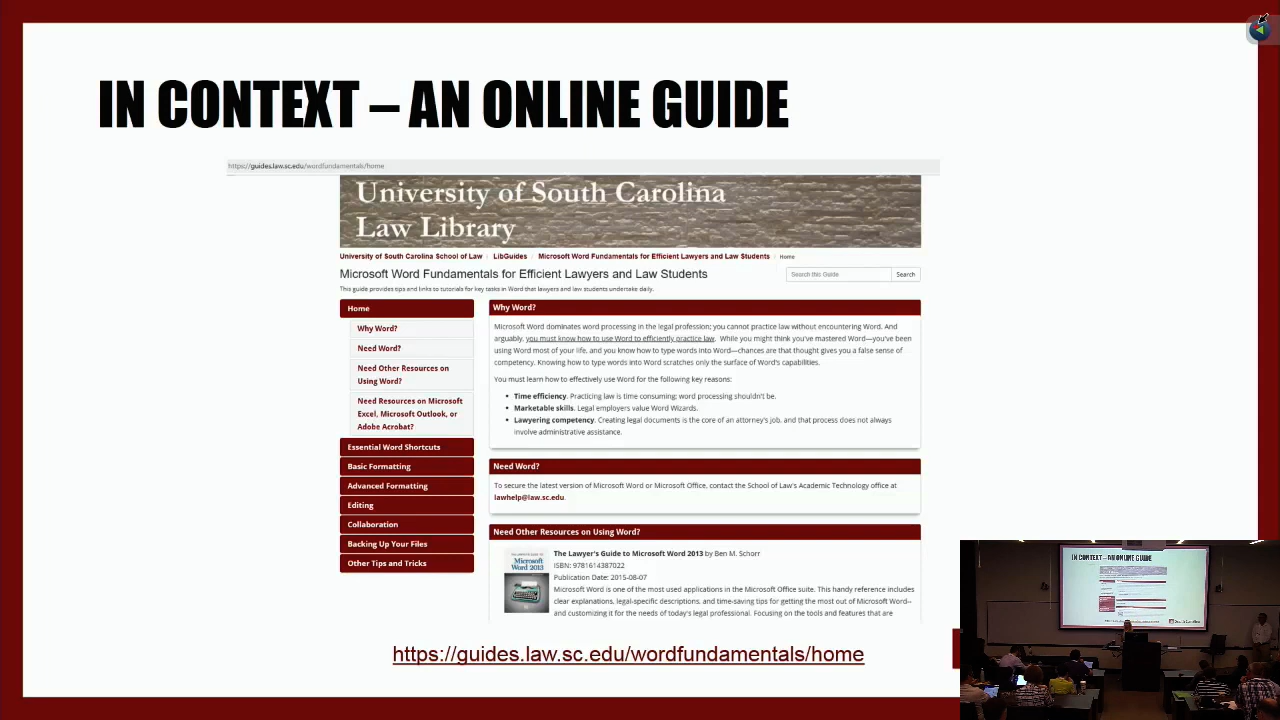 IN CONTEXT – AN ONLINE GUIDE
https://guides.law.sc.edu/wordfundamentals/home
University of South Carolina
Law Library
University of South Carolina School of Law / LibGuides / Microsoft Word Fundamentals for Efficient Lawyers and Law Students / Home
Microsoft Word Fundamentals for Efficient Lawyers and Law Students
Search this Guide
Search
This guide provides tips and links to tutorials for key tasks in Word that lawyers and law students undertake daily.
Home
Why Word?
Need Word?
Need Other Resources on
Using Word?
Need Resources on Microsoft
Excel, Microsoft Outlook, or
Adobe Acrobat?
Essential Word Shortcuts
Basic Formatting
Advanced Formatting
Editing
Collaboration
Backing Up Your Files
Other Tips and Tricks
Why Word?
Microsoft Word dominates word processing in the legal profession; you cannot practice law without encountering Word. And
arguably, you must know how to use Word to efficiently practice law. While you might think you've mastered Word—you've been
using Word most of your life, and you know how to type words into Word—chances are that thought gives you a false sense of
competency. Knowing how to type words into Word scratches only the surface of Word's capabilities.
You must learn how to effectively use Word for the following key reasons:
• Time efficiency. Practicing law is time consuming; word processing shouldn't be.
• Marketable skills. Legal employers value Word Wizards.
• Lawyering competency. Creating legal documents is the core of an attorney's job, and that process does not always
involve administrative assistance.
Need Word?
To secure the latest version of Microsoft Word or Microsoft Office, contact the School of Law's Academic Technology office at
lawhelp@law.sc.edu.
Need Other Resources on Using Word?
Microsoft
Word 2013
The Lawyer's Guide to Microsoft Word 2013 by Ben M. Schorr
ISBN: 9781614387022
Publication Date: 2015-08-07
Microsoft Word is one of the most used applications in the Microsoft Office suite. This handy reference includes
clear explanations, legal-specific descriptions, and time-saving tips for getting the most out of Microsoft Word--
and customizing it for the needs of today's legal professional. Focusing on the tools and features that are
https://guides.law.sc.edu/wordfundamentals/home
IN CONTEXT – AN ONLINE GUIDE